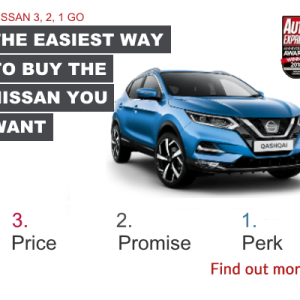 ISSAN 3, 2, 1 GO
THE EASIEST WAY
TO BUY THE
NISSAN YOU
WANT
QASHQAI
3.
Price
2.
Promise
1.
Perk
Find out mor